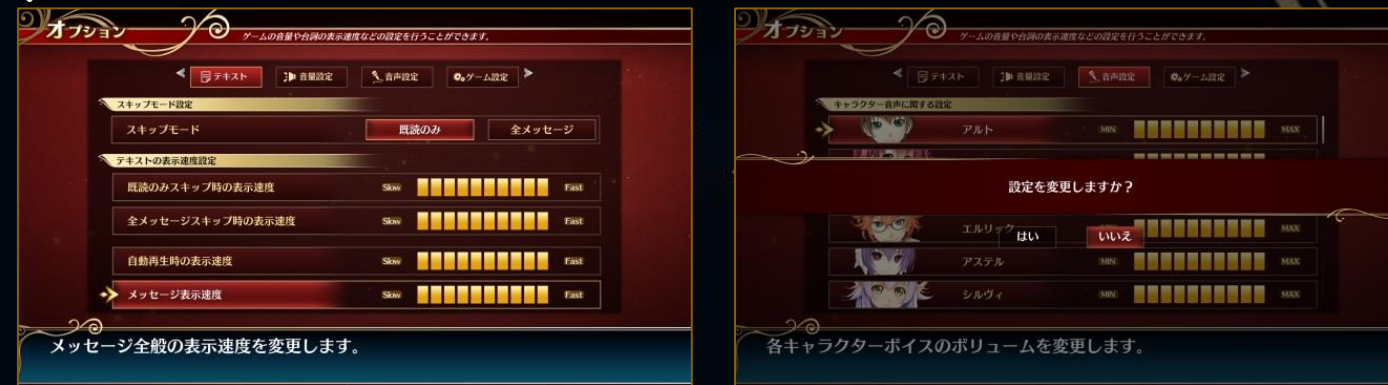 オプション
ゲームの音量や台詞の表示速度などの設定を行うことができます。
テキスト 音量設定 音声設定 ゲーム設定
スキップモード設定
スキップモード 既読のみ 全メッセージ
テキストの表示速度設定
既読のみスキップ時の表示速度 Slow Fast
全メッセージスキップ時の表示速度 Slow Fast
自動再生時の表示速度 Slow Fast
メッセージ表示速度 Slow Fast
メッセージ全般の表示速度を変更します。
オプション
ゲームの音量や台詞の表示速度などの設定を行うことができます。
テキスト 音量設定 音声設定 ゲーム設定
キャラクター音声に関する設定
アルト MIN MAX
設定を変更しますか？
エルリック MAX
はい いいえ
アステル MIN MAX
シルヴィ MIN MAX
各キャラクターボイスのボリュームを変更します。